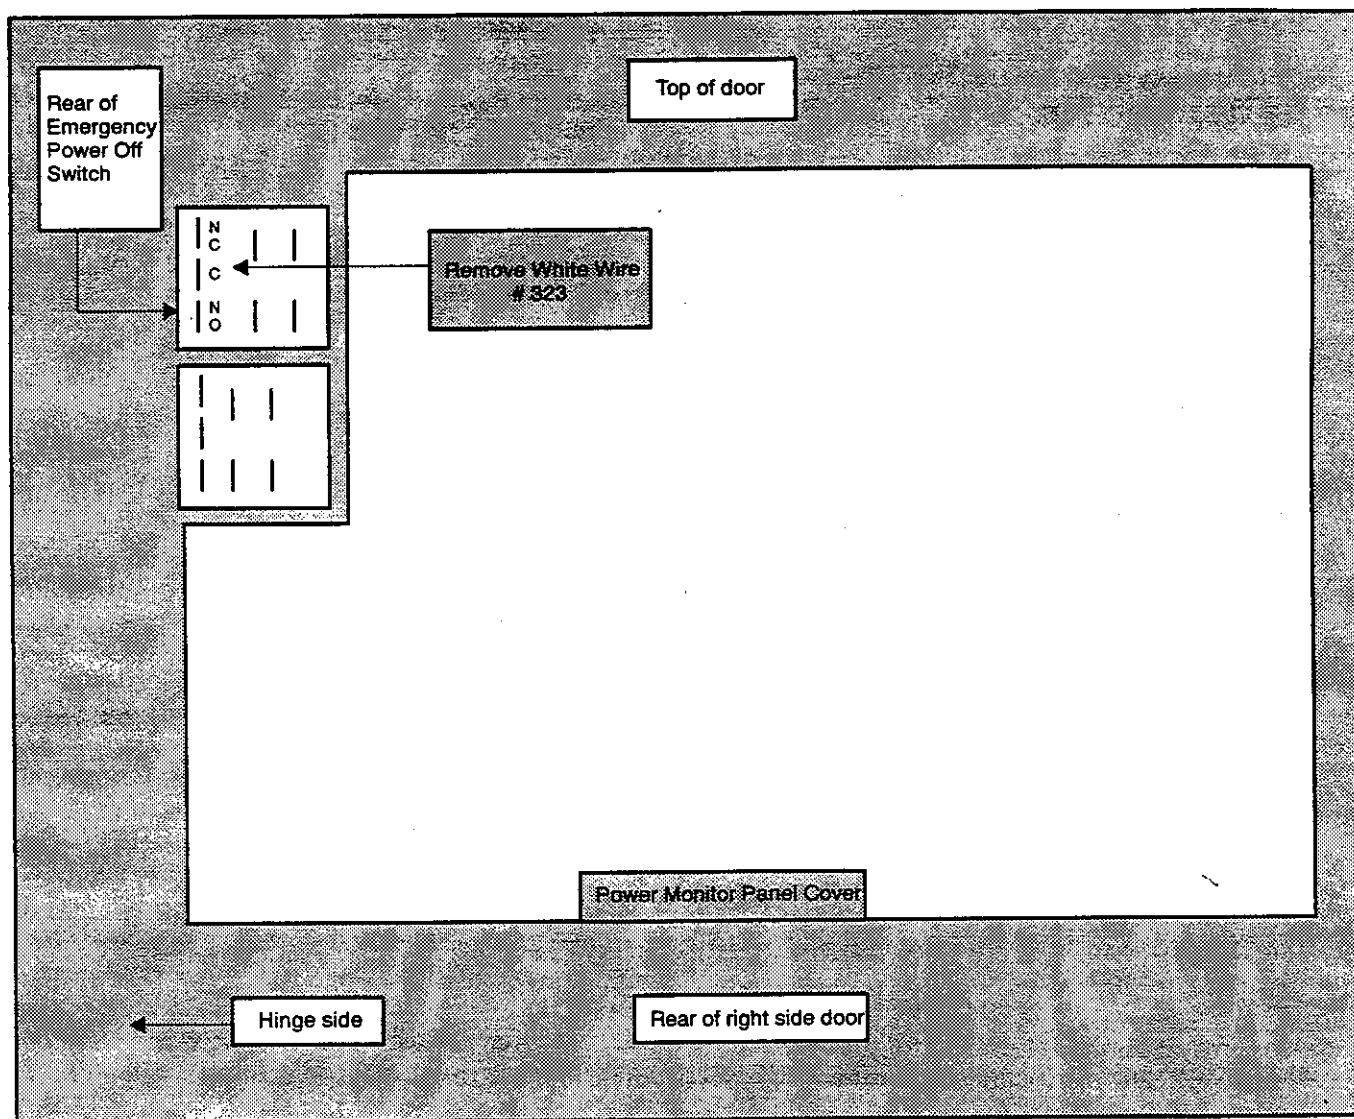 Top of door
Rear of
Emergency
Power Off
Switch
N
C
C
N
O
Remove White Wire
# 323
Power Monitor Panel Cover
Hinge side
Rear of right side door